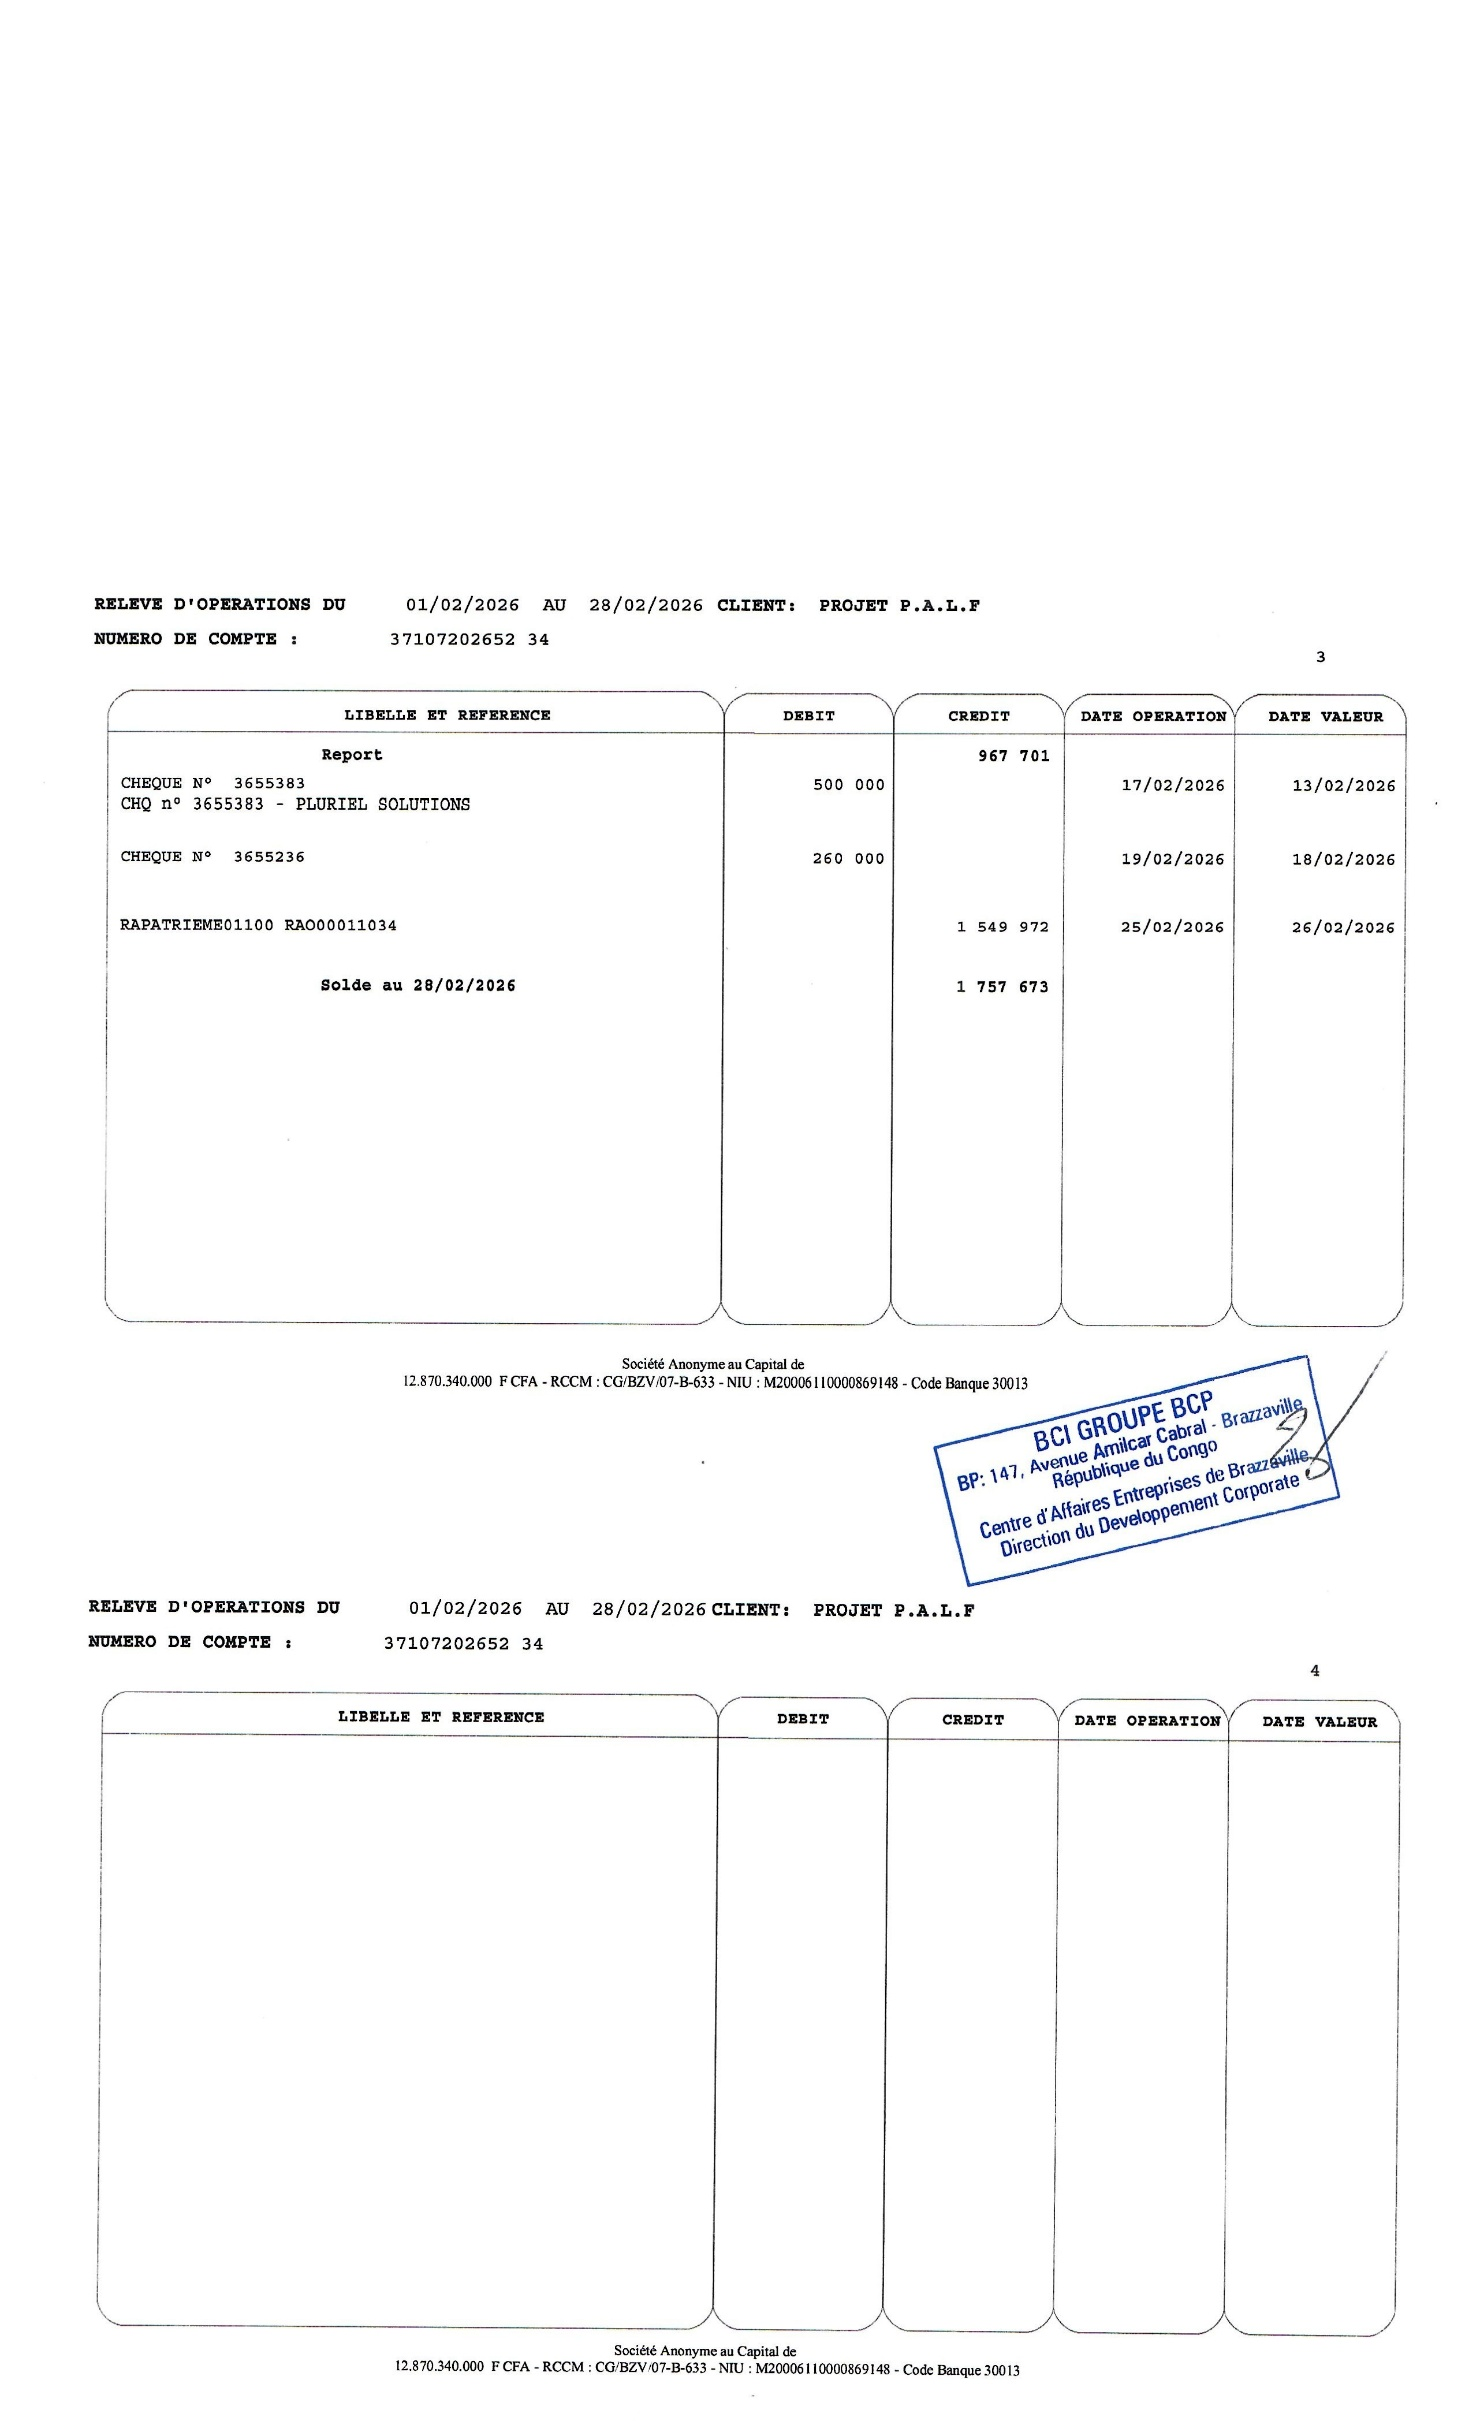 RELEVE D'OPERATIONS DU 01/02/2026 AU 28/02/2026 CLIENT: PROJET P.A.L.F
NUMERO DE COMPTE : 37107202652 34
3
LIBELLE ET REFERENCE DEBIT CREDIT DATE OPERATION DATE VALEUR
Report 967 701
CHEQUE Nº 3655383 500 000 17/02/2026 13/02/2026
CHQ nº 3655383 - PLURIEL SOLUTIONS
CHEQUE Nº 3655236 260 000 19/02/2026 18/02/2026
RAPATRIEME01100 RAO00011034 1 549 972 25/02/2026 26/02/2026
Solde au 28/02/2026 1 757 673
Société Anonyme au Capital de
12.870.340.000 F CFA - RCCM : CG/BZV/07-B-633 - NIU : M20006110000869148 - Code Banque 30013
BCI GROUPE BCP
BP: 147, Avenue Amilcar Cabral - Brazzaville
République du Congo
Centre d'Affaires Entreprises de Brazzaville
Direction du Developpement Corporate
RELEVE D'OPERATIONS DU 01/02/2026 AU 28/02/2026 CLIENT: PROJET P.A.L.F
NUMERO DE COMPTE : 37107202652 34
4
LIBELLE ET REFERENCE DEBIT CREDIT DATE OPERATION DATE VALEUR
Société Anonyme au Capital de
12.870.340.000 F CFA - RCCM : CG/BZV/07-B-633 - NIU : M20006110000869148 - Code Banque 30013